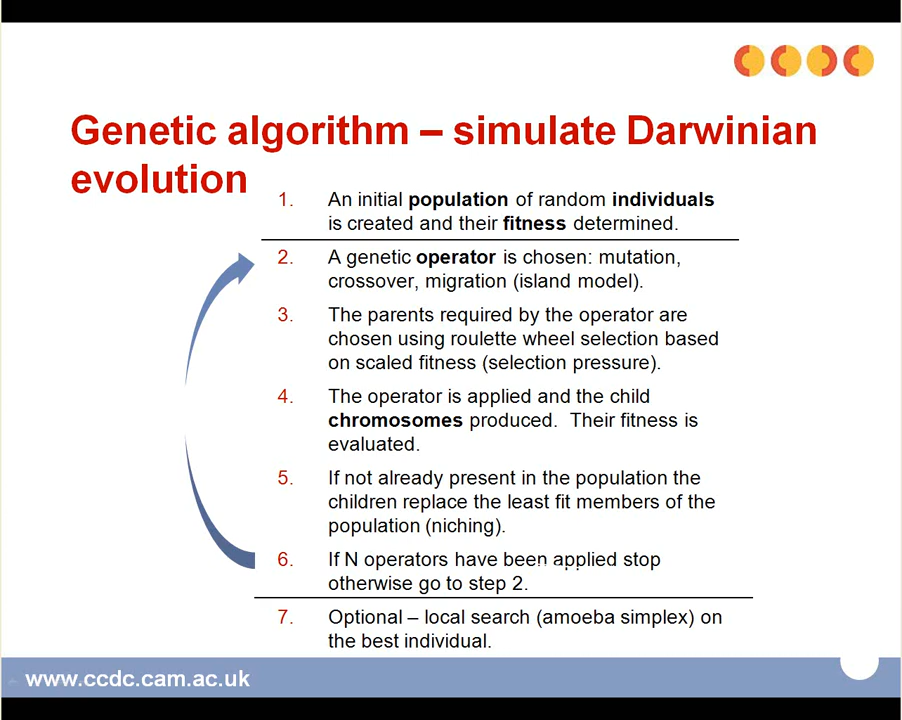 Genetic algorithm – simulate Darwinian
evolution
1. An initial population of random individuals
is created and their fitness determined.
2. A genetic operator is chosen: mutation,
crossover, migration (island model).
3. The parents required by the operator are
chosen using roulette wheel selection based
on scaled fitness (selection pressure).
4. The operator is applied and the child
chromosomes produced.  Their fitness is
evaluated.
5. If not already present in the population the
children replace the least fit members of the
population (niching).
6. If N operators have been applied stop
otherwise go to step 2.
7. Optional – local search (amoeba simplex) on
the best individual.
www.ccdc.cam.ac.uk